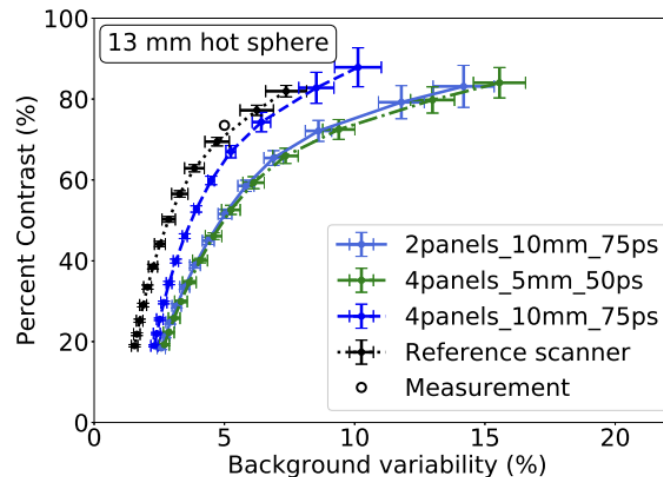 100
80
60
40
20
0
Percent Contrast (%)
13 mm hot sphere
2panels_10mm_75ps
4panels_5mm_50ps
4panels_10mm_75ps
Reference scanner
Measurement
0 5 10 15 20
Background variability (%)